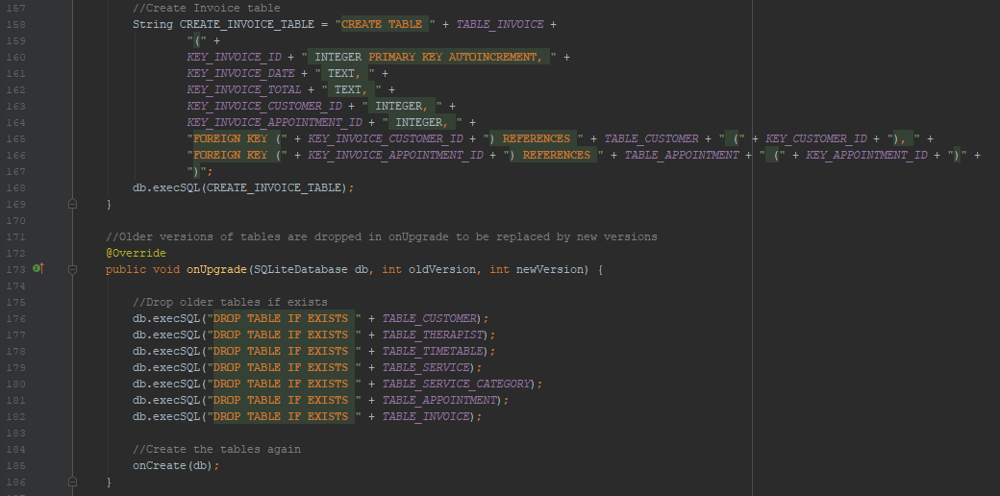 157 //Create Invoice table
158 String CREATE_INVOICE_TABLE = "CREATE TABLE " + TABLE_INVOICE +
159 "(" +
160 KEY_INVOICE_ID + " INTEGER PRIMARY KEY AUTOINCREMENT, " +
161 KEY_INVOICE_DATE + " TEXT, " +
162 KEY_INVOICE_TOTAL + " TEXT, " +
163 KEY_INVOICE_CUSTOMER_ID + " INTEGER, " +
164 KEY_INVOICE_APPOINTMENT_ID + " INTEGER, " +
165 "FOREIGN KEY (" + KEY_INVOICE_CUSTOMER_ID + ") REFERENCES " + TABLE_CUSTOMER + " (" + KEY_CUSTOMER_ID + "), " +
166 "FOREIGN KEY (" + KEY_INVOICE_APPOINTMENT_ID + ") REFERENCES " + TABLE_APPOINTMENT + " (" + KEY_APPOINTMENT_ID + ")" +
167 ")";
168 db.execSQL(CREATE_INVOICE_TABLE);
169 }
170
171 //Older versions of tables are dropped in onUpgrade to be replaced by new versions
172 @Override
173 public void onUpgrade(SQLiteDatabase db, int oldVersion, int newVersion) {
174
175 //Drop older tables if exists
176 db.execSQL("DROP TABLE IF EXISTS " + TABLE_CUSTOMER);
177 db.execSQL("DROP TABLE IF EXISTS " + TABLE_THERAPIST);
178 db.execSQL("DROP TABLE IF EXISTS " + TABLE_TIMETABLE);
179 db.execSQL("DROP TABLE IF EXISTS " + TABLE_SERVICE);
180 db.execSQL("DROP TABLE IF EXISTS " + TABLE_SERVICE_CATEGORY);
181 db.execSQL("DROP TABLE IF EXISTS " + TABLE_APPOINTMENT);
182 db.execSQL("DROP TABLE IF EXISTS " + TABLE_INVOICE);
183
184 //Create the tables again
185 onCreate(db);
186 }